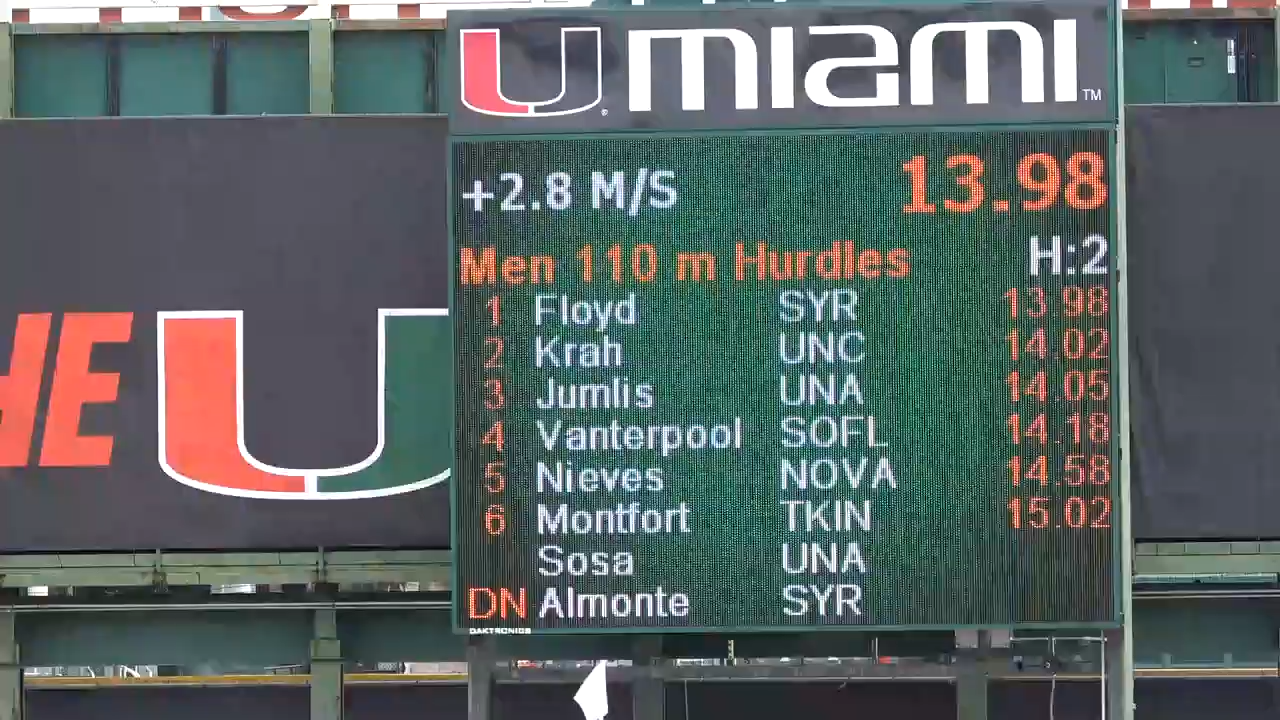 U® MIAMI™
+2.8 M/S 13.98
Men 110 m Hurdles H:2
1 Floyd SYR 13.98
2 Krah UNC 14.02
3 Jumlis UNA 14.05
4 Vanterpool SOFL 14.18
5 Nieves NOVA 14.58
6 Montfort TKIN 15.02
Sosa UNA
DN Almonte SYR
DAKTRONICS
HE U